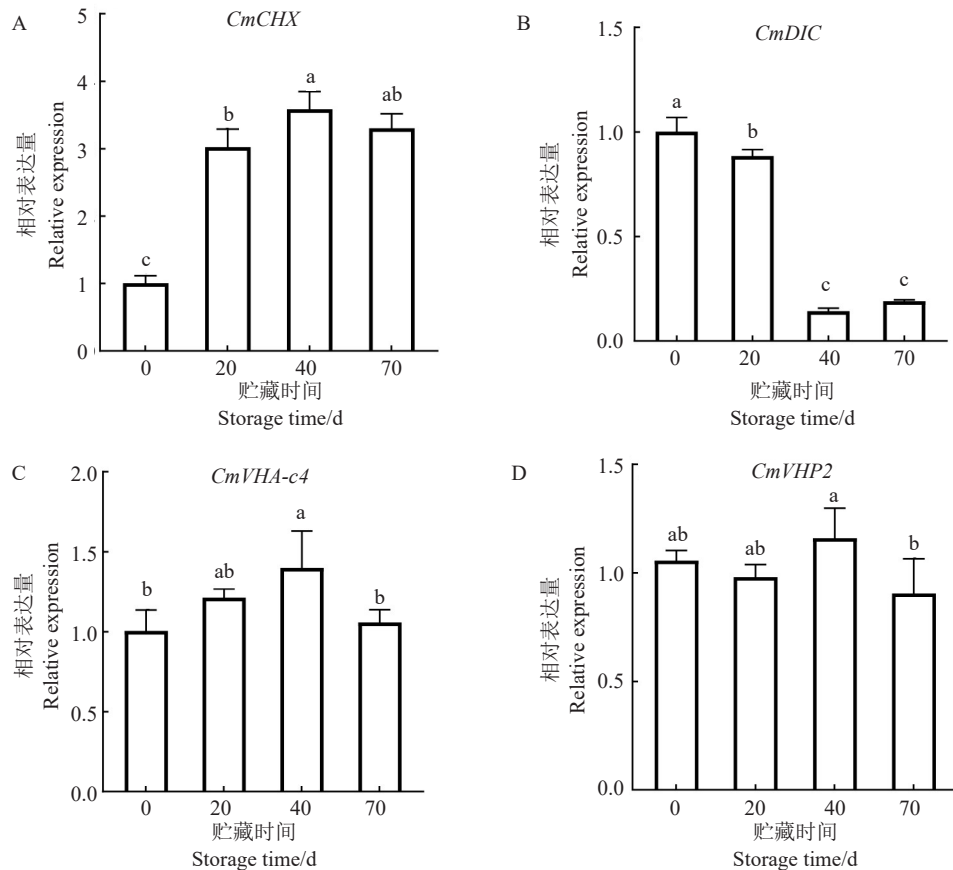 A
CmCHX
相对表达量
Relative expression
5
4
3
2
1
0
c
b
a
ab
0 20 40 70
贮藏时间
Storage time/d
B
CmDIC
相对表达量
Relative expression
1.5
1.0
0.5
0.0
a
b
c
c
0 20 40 70
贮藏时间
Storage time/d
C
CmVHA-c4
相对表达量
Relative expression
2.0
1.5
1.0
0.5
0.0
b
ab
a
b
0 20 40 70
贮藏时间
Storage time/d
D
CmVHP2
相对表达量
Relative expression
1.5
1.0
0.5
0.0
ab
ab
a
b
0 20 40 70
贮藏时间
Storage time/d